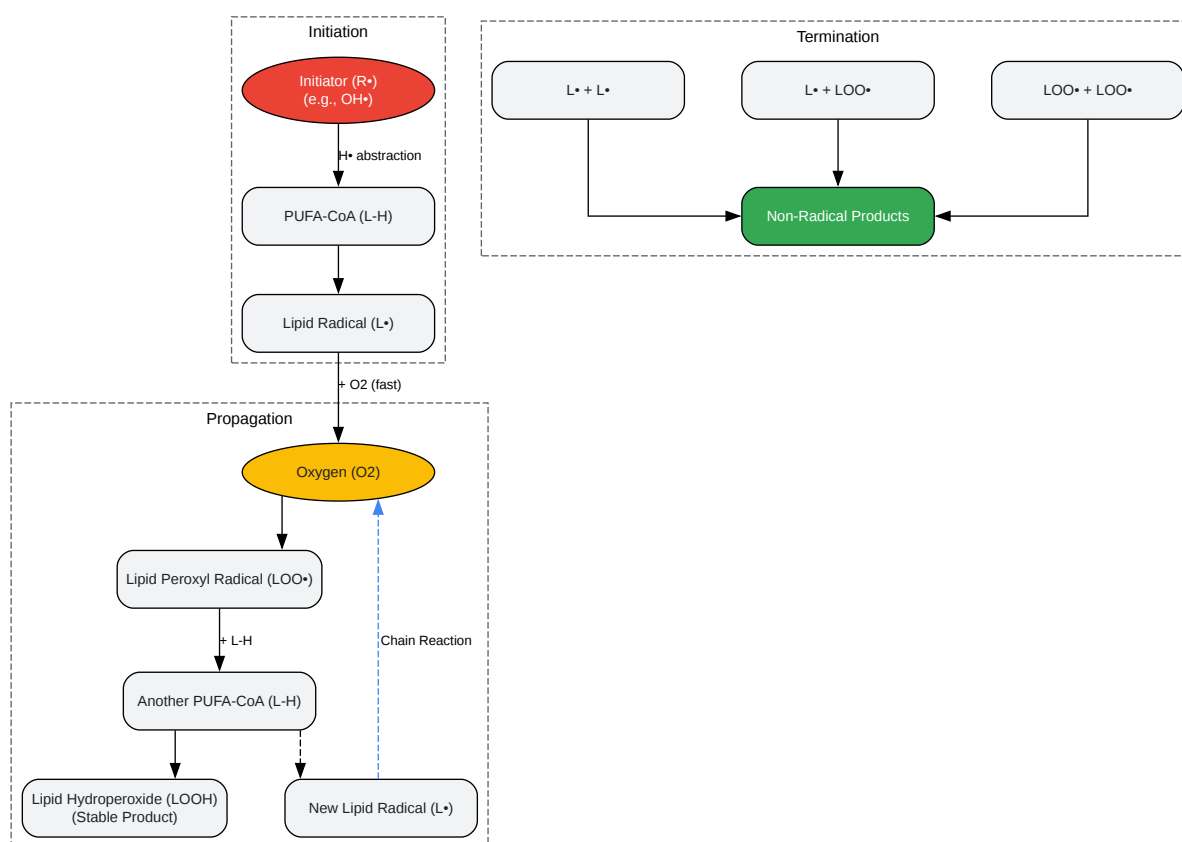 Initiation
Initiator (R•)
(e.g., OH•)
H• abstraction
PUFA-CoA (L-H)
Lipid Radical (L•)
+ O2 (fast)
Propagation
Oxygen (O2)
Lipid Peroxyl Radical (LOO•)
+ L-H
Chain Reaction
Another PUFA-CoA (L-H)
Lipid Hydroperoxide (LOOH)
(Stable Product)
New Lipid Radical (L•)
Termination
L• + L•
L• + LOO•
LOO• + LOO•
Non-Radical Products